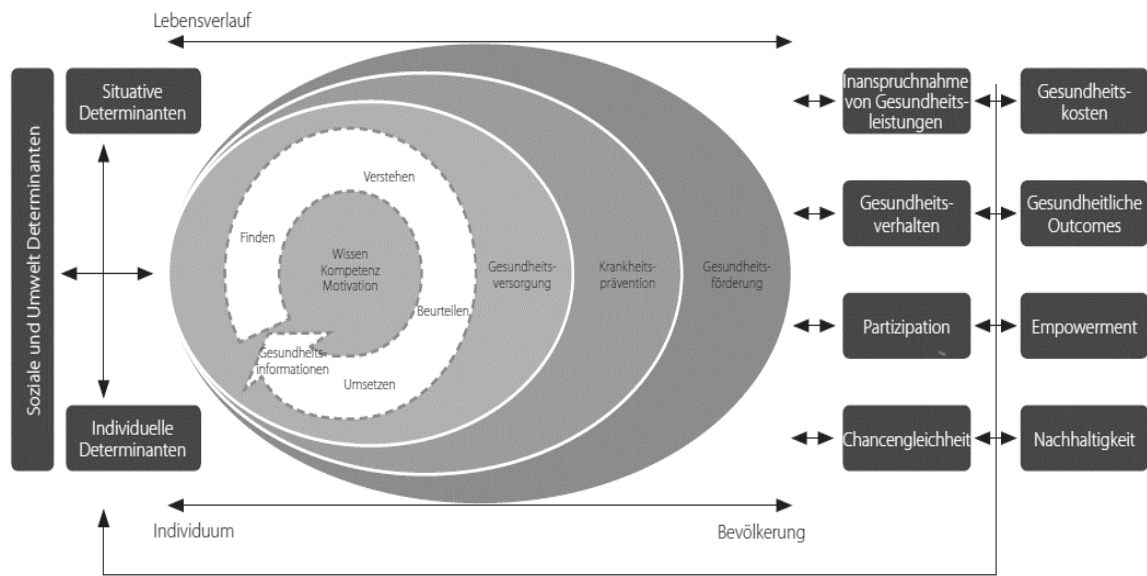 Lebensverlauf
Soziale und Umwelt Determinanten
Situative
Determinanten
Individuelle
Determinanten
Verstehen
Finden
Wissen
Kompetenz
Motivation
Beurteilen
Gesundheits-
informationen
Umsetzen
Gesundheits-
versorgung
Krankheits-
prävention
Gesundheits-
förderung
Inanspruchnahme
von Gesundheits-
leistungen
Gesundheits-
kosten
Gesundheits-
verhalten
Gesundheitliche
Outcomes
Partizipation
Empowerment
Chancengleichheit
Nachhaltigkeit
Individuum
Bevölkerung